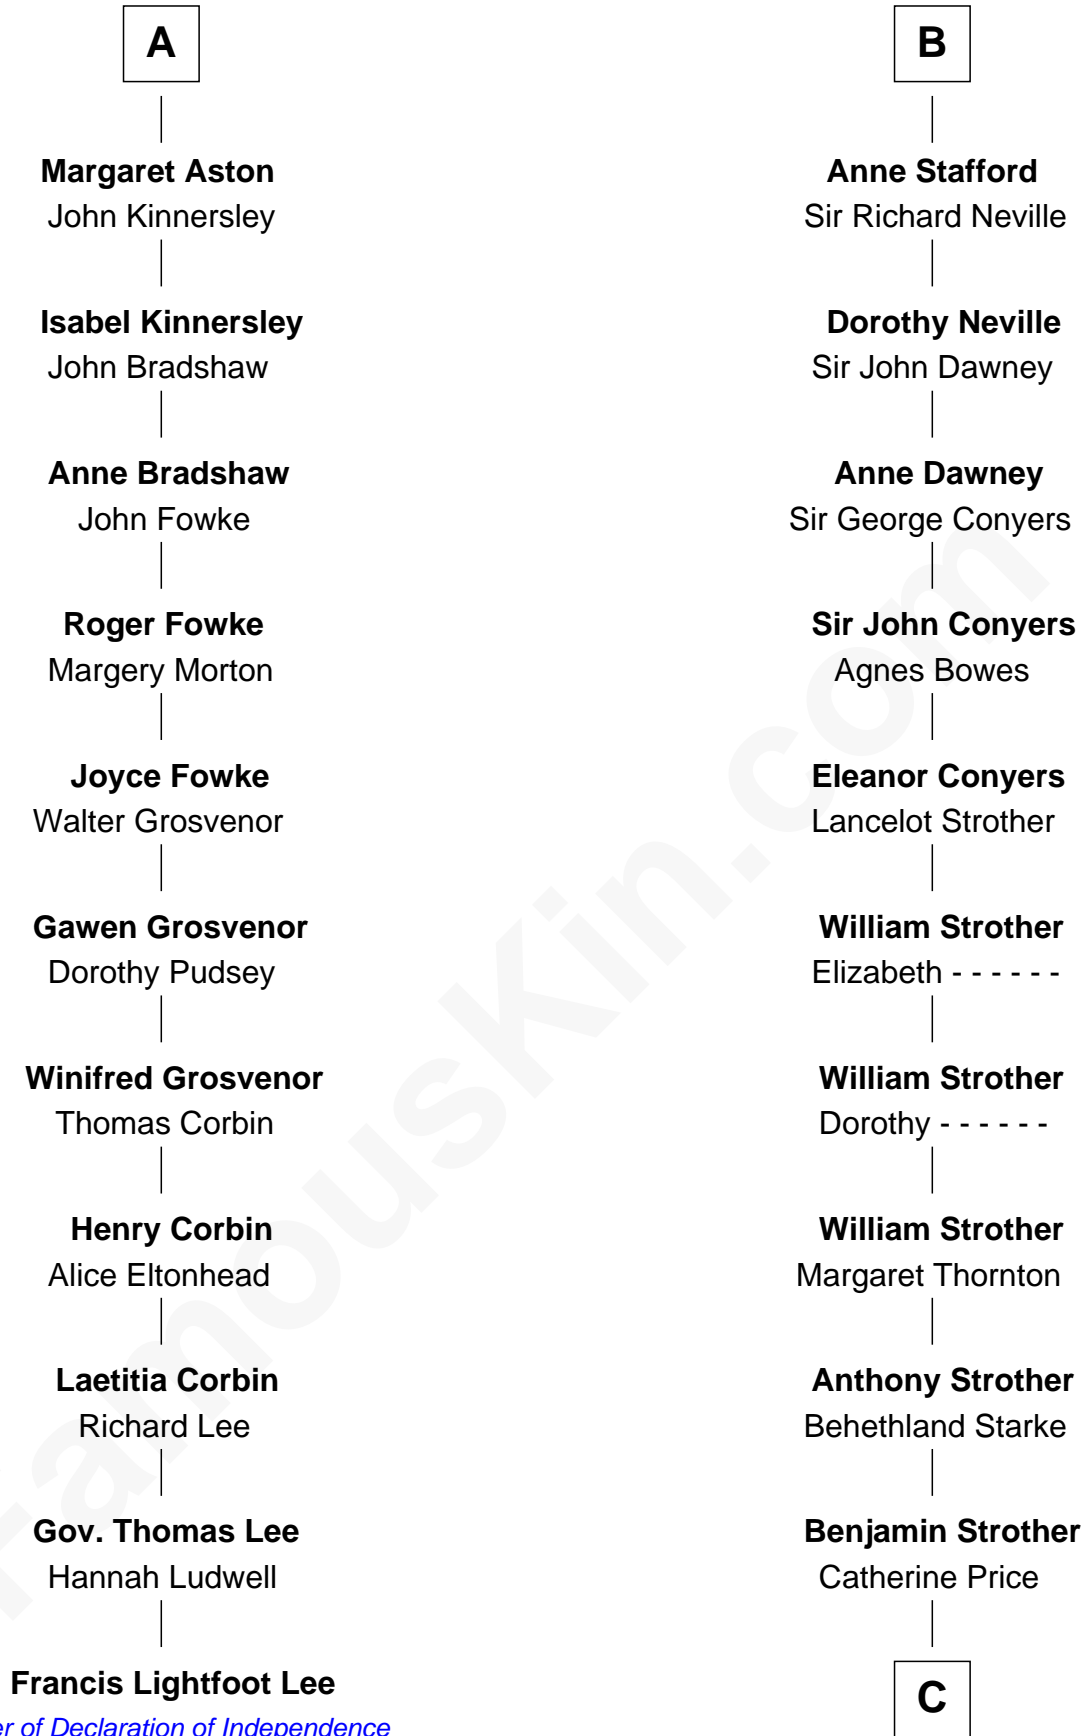 A
Margaret Aston
John Kinnersley
Isabel Kinnersley
John Bradshaw
Anne Bradshaw
John Fowke
Roger Fowke
Margery Morton
Joyce Fowke
Walter Grosvenor
Gawen Grosvenor
Dorothy Pudsey
Winifred Grosvenor
Thomas Corbin
Henry Corbin
Alice Eltonhead
Laetitia Corbin
Richard Lee
Gov. Thomas Lee
Hannah Ludwell
Francis Lightfoot Lee
of Declaration of Independence
B
Anne Stafford
Sir Richard Neville
Dorothy Neville
Sir John Dawney
Anne Dawney
Sir George Conyers
Sir John Conyers
Agnes Bowes
Eleanor Conyers
Lancelot Strother
William Strother
Elizabeth - - - - - -
William Strother
Dorothy - - - - - -
William Strother
Margaret Thornton
Anthony Strother
Behethland Starke
Benjamin Strother
Catherine Price
C
FamousKin.com